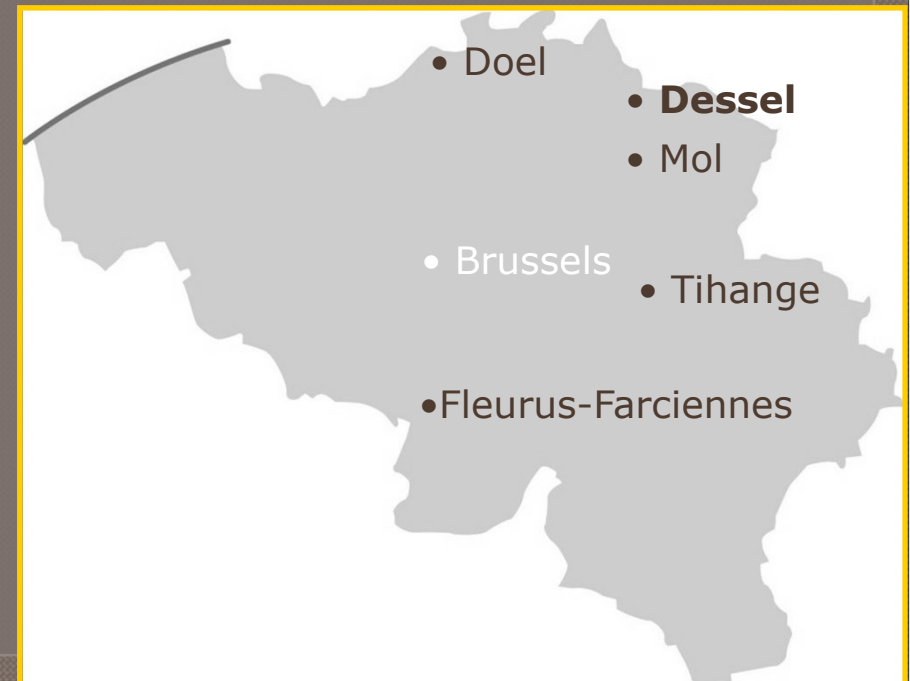 • Doel
• Dessel
• Mol
• Brussels
• Tihange
•Fleurus-Farciennes